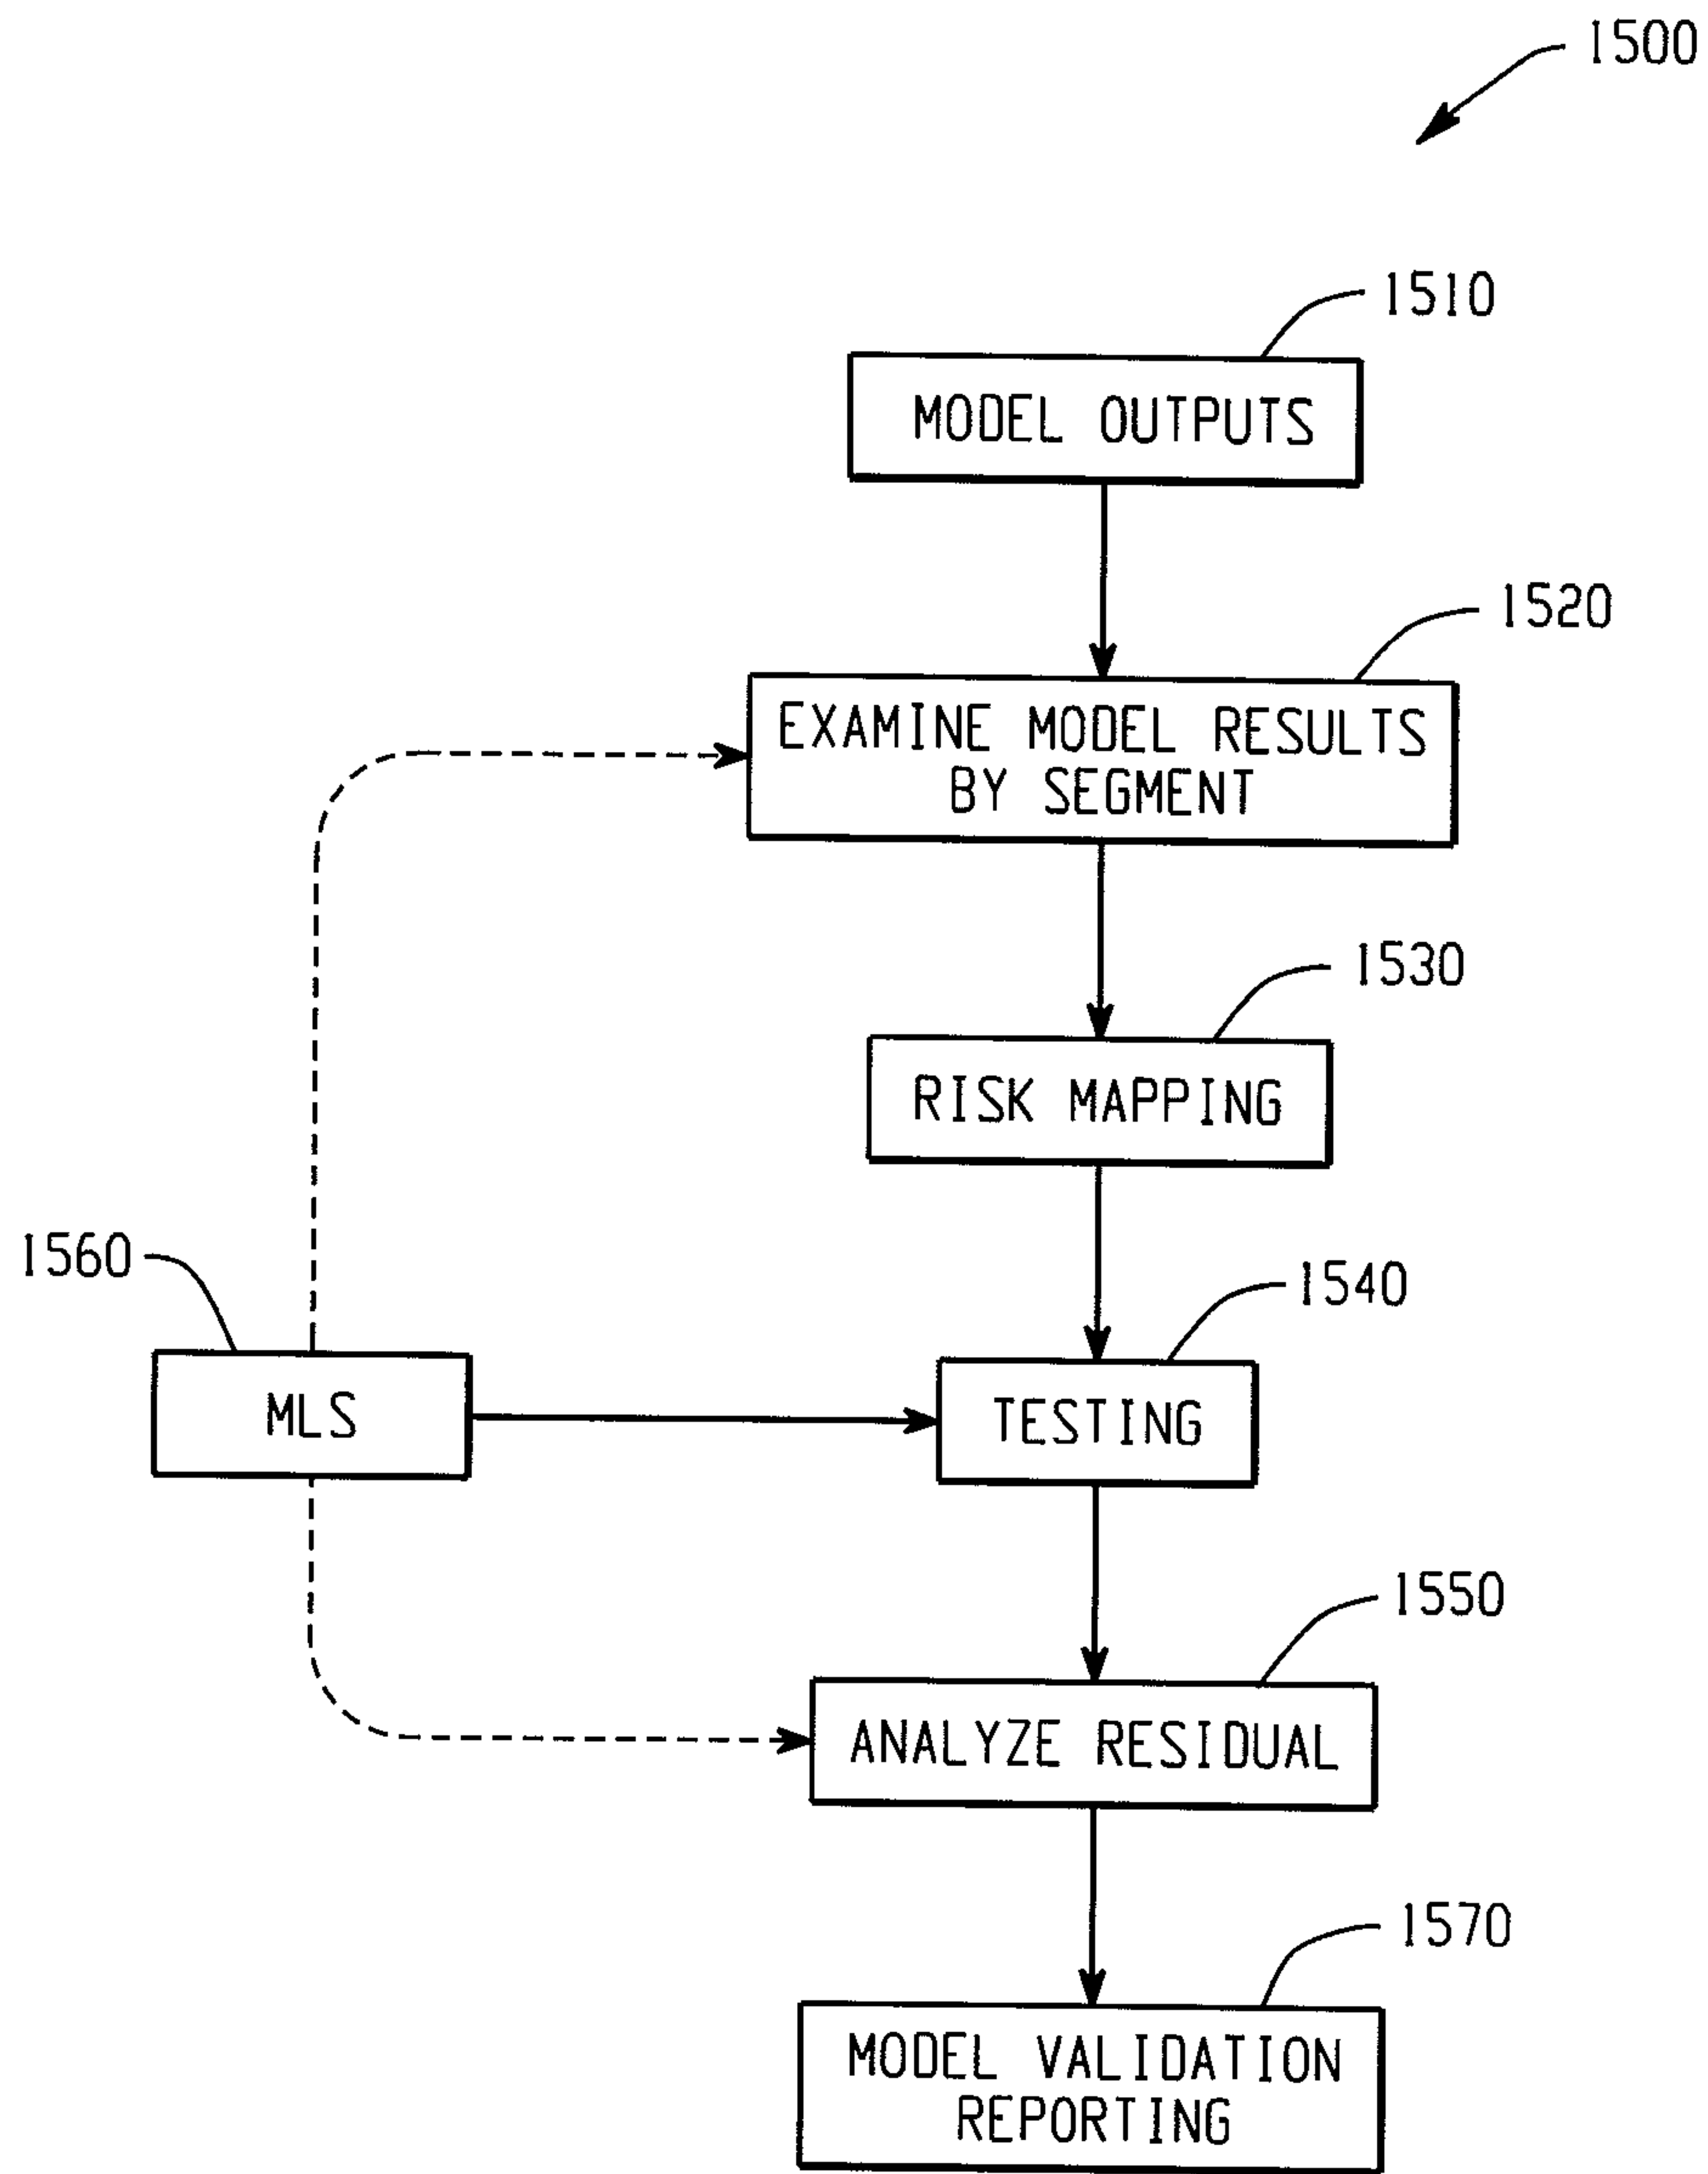 1500
1510
MODEL OUTPUTS
1520
EXAMINE MODEL RESULTS
BY SEGMENT
1530
RISK MAPPING
1560
1540
MLS
TESTING
1550
ANALYZE RESIDUAL
1570
MODEL VALIDATION
REPORTING